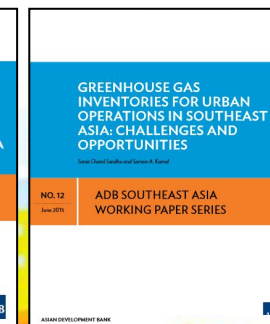 GREENHOUSE GAS
INVENTORIES FOR URBAN
OPERATIONS IN SOUTHEAST
ASIA: CHALLENGES AND
OPPORTUNITIES
Sonia Chand Sandhu and Samson A. Kamal
NO. 12
June 2015
ADB SOUTHEAST ASIA
WORKING PAPER SERIES
ASIAN DEVELOPMENT BANK
A
B